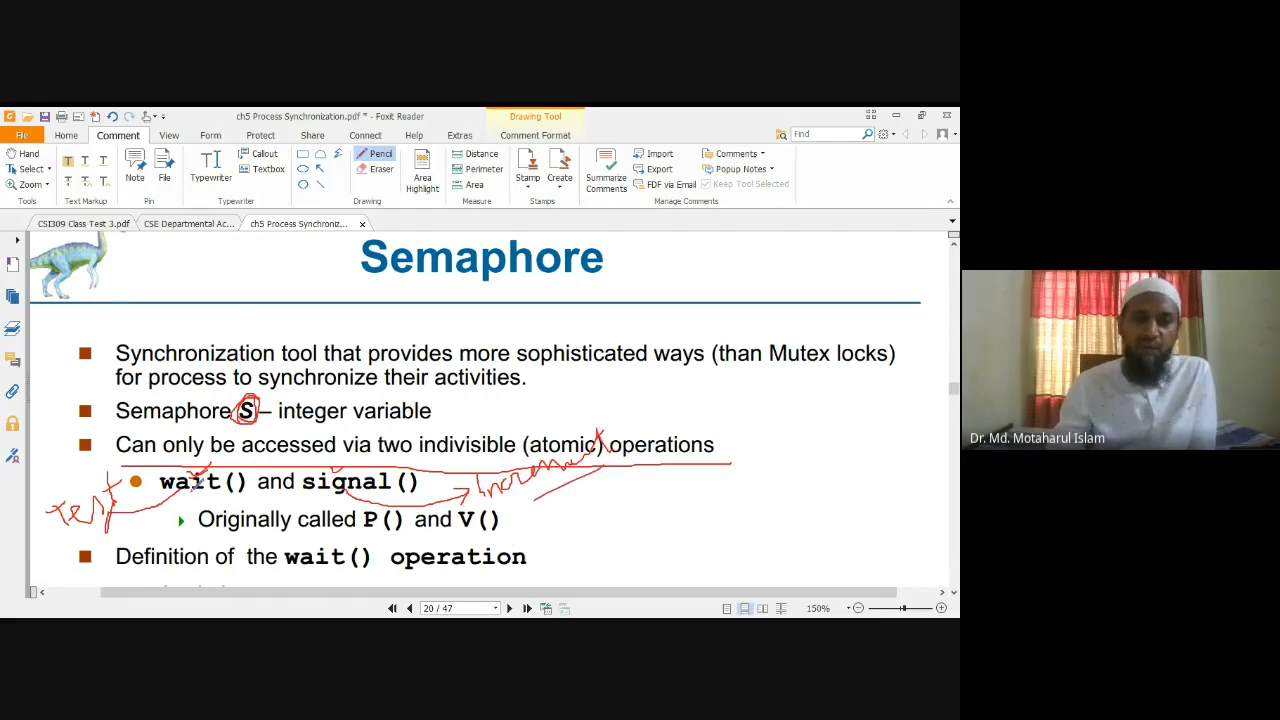 ch5 Process Synchronization.pdf * - Foxit Reader
Drawing Tool
File Home Comment View Form Protect Share Connect Help Extras Comment Format
Find
Hand
Select
Zoom
Tools
Text Markup
Note
File
Pin
Typewriter
Callout
Textbox
Typewriter
Pencil
Eraser
Drawing
Area Highlight
Distance
Perimeter
Area
Measure
Stamp
Create
Stamps
Summarize Comments
Import
Export
FDF via Email
Comments
Popup Notes
Keep Tool Selected
Manage Comments
CSI309 Class Test 3.pdf
CSE Departmental Ac...
ch5 Process Synchroniz...
Semaphore
Synchronization tool that provides more sophisticated ways (than Mutex locks)
for process to synchronize their activities.
Semaphore S – integer variable
Can only be accessed via two indivisible (atomic) operations
wait() and signal()
Increment
Test
Originally called P() and V()
Definition of the wait() operation
20 / 47
150%
Dr. Md. Motaharul Islam